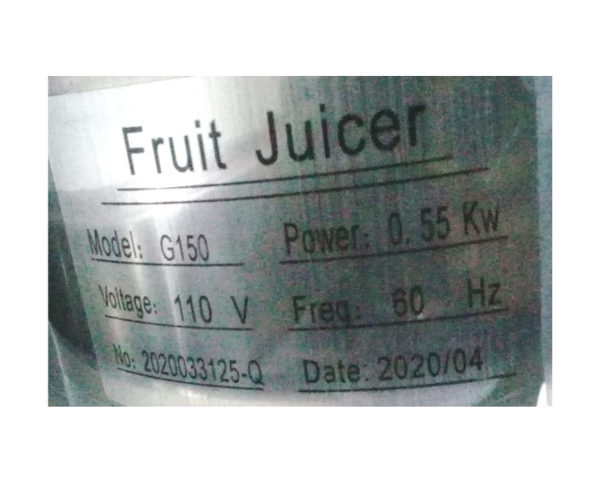 Fruit Juicer
Model: G150 Power: 0.55 Kw
Voltage: 110 V Freq: 60 Hz
No: 2020033125-Q Date: 2020/04